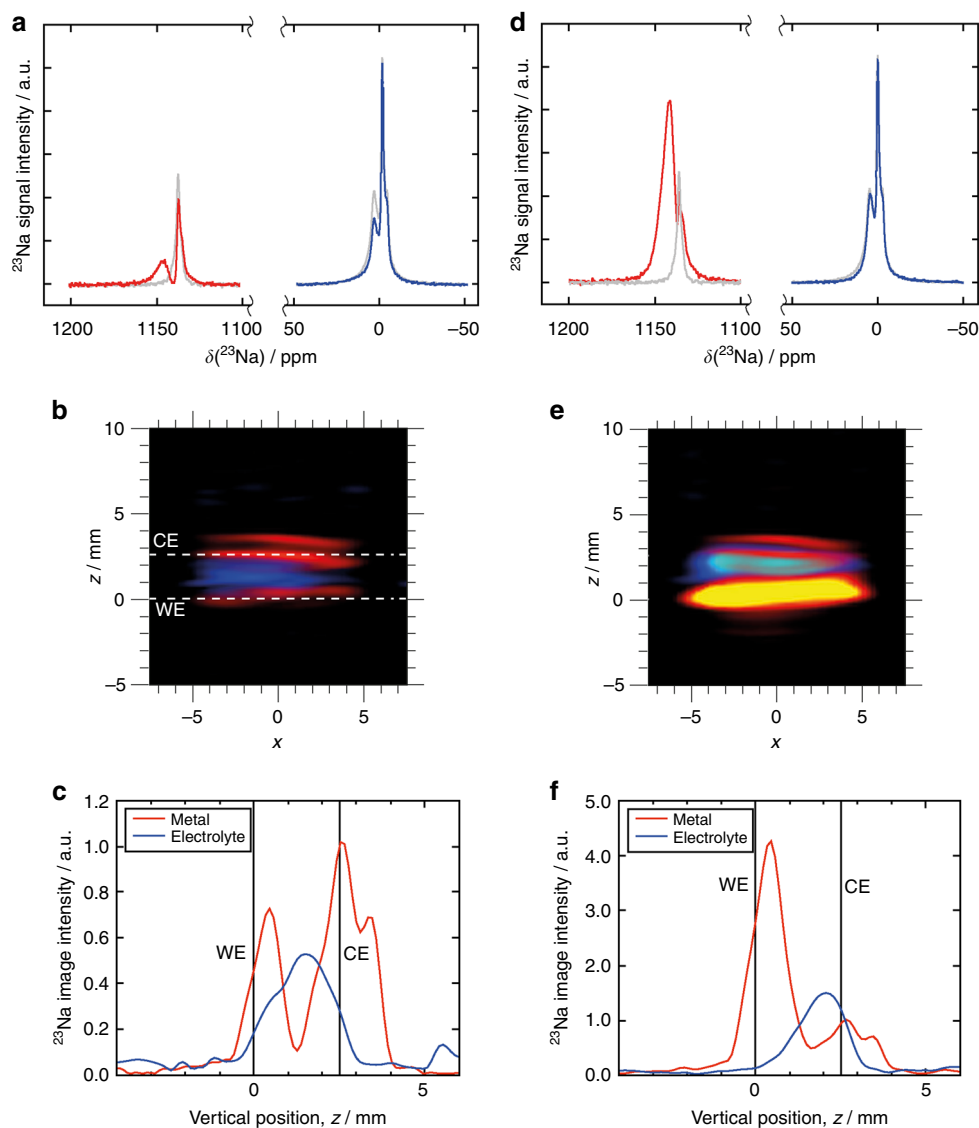 a
²³Na signal intensity / a.u.
1200
1150
1100
50
0
−50
δ(²³Na) / ppm
d
²³Na signal intensity / a.u.
1200
1150
1100
50
0
−50
δ(²³Na) / ppm
b
10
5
0
−5
z / mm
CE
WE
−5
0
5
x
e
10
5
0
−5
z / mm
−5
0
5
x
c
1.2
1.0
0.8
0.6
0.4
0.2
0.0
²³Na image intensity / a.u.
Metal
Electrolyte
WE
CE
0
5
Vertical position, z / mm
f
5.0
4.0
3.0
2.0
1.0
0.0
²³Na image intensity / a.u.
Metal
Electrolyte
WE
CE
0
5
Vertical position, z / mm